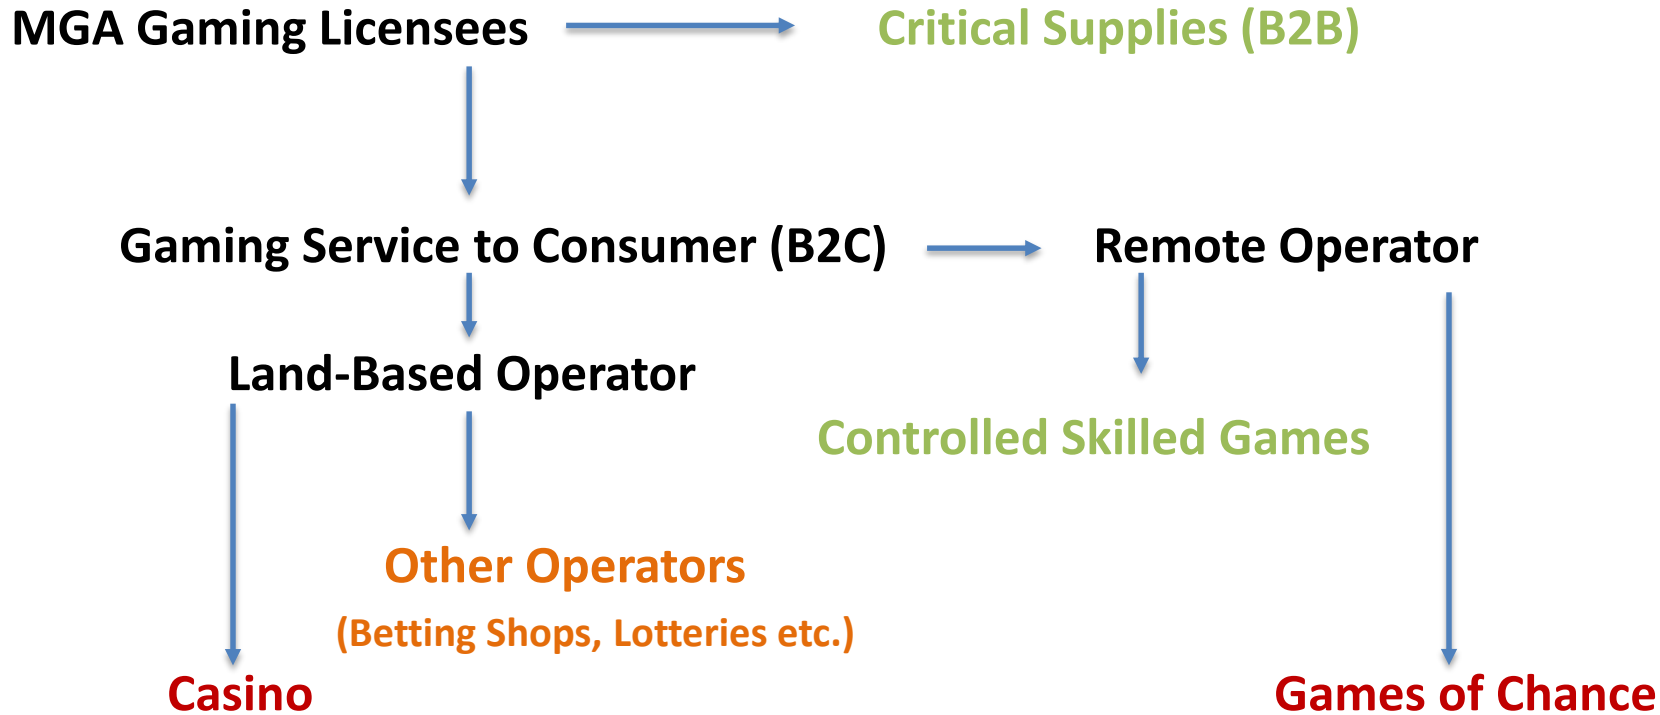 MGA Gaming Licensees
Critical Supplies (B2B)
Gaming Service to Consumer (B2C)
Remote Operator
Land-Based Operator
Controlled Skilled Games
Other Operators
(Betting Shops, Lotteries etc.)
Casino
Games of Chance